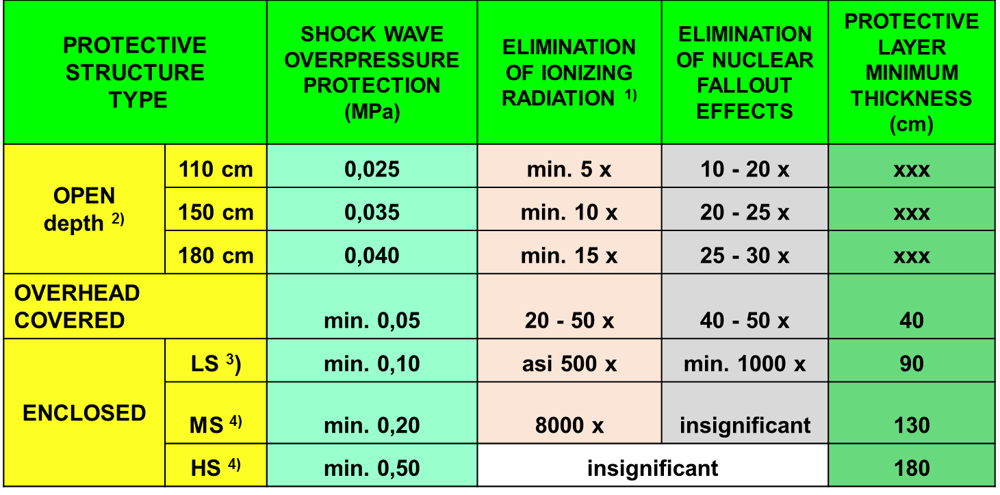 PROTECTIVE
STRUCTURE
TYPE
SHOCK WAVE
OVERPRESSURE
PROTECTION
(MPa)
ELIMINATION
OF IONIZING
RADIATION 1)
ELIMINATION
OF NUCLEAR
FALLOUT
EFFECTS
PROTECTIVE
LAYER
MINIMUM
THICKNESS
(cm)
OPEN
depth 2)
110 cm
0,025
min. 5 x
10 - 20 x
xxx
150 cm
0,035
min. 10 x
20 - 25 x
xxx
180 cm
0,040
min. 15 x
25 - 30 x
xxx
OVERHEAD
COVERED
min. 0,05
20 - 50 x
40 - 50 x
40
ENCLOSED
LS 3)
min. 0,10
asi 500 x
min. 1000 x
90
MS 4)
min. 0,20
8000 x
insignificant
130
HS 4)
min. 0,50
insignificant
180